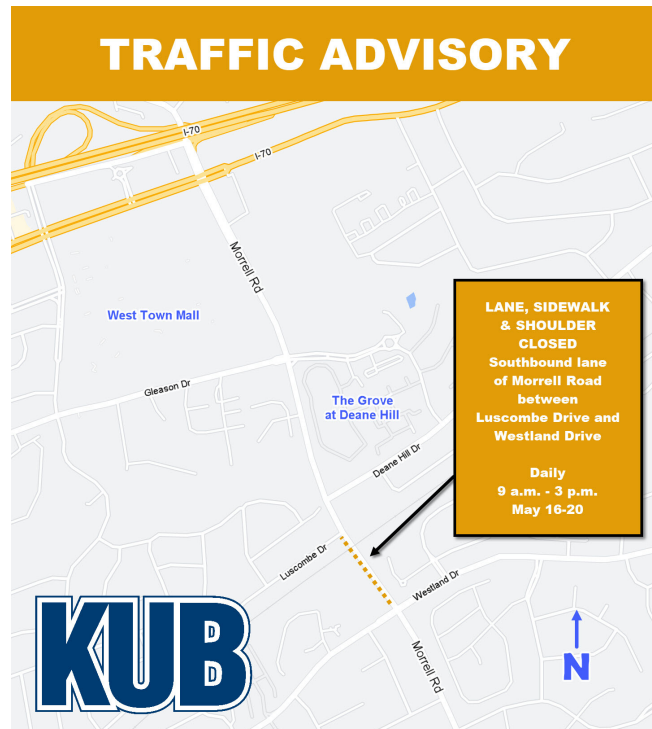 TRAFFIC ADVISORY
I-70
I-70
Morrell Rd
West Town Mall
LANE, SIDEWALK
& SHOULDER
CLOSED
Southbound lane
of Morrell Road
between
Luscombe Drive and
Westland Drive
Daily
9 a.m. - 3 p.m.
May 16-20
Gleason Dr
The Grove
at Deane Hill
Deane Hill Dr
Luscombe Dr
Westland Dr
Morrell Rd
KUB
N